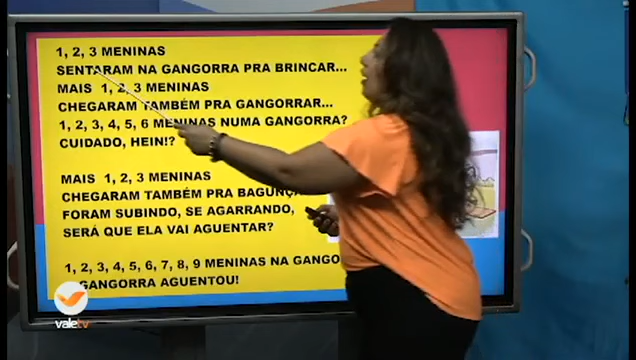 1, 2, 3 MENINAS
SENTARAM NA GANGORRA PRA BRINCAR...
MAIS 1, 2, 3 MENINAS
CHEGARAM TAMBÉM PRA GANGORRAR...
1, 2, 3, 4, 5, 6 MENINAS NUMA GANGORRA?
CUIDADO, HEIN!?
MAIS 1, 2, 3 MENINAS
CHEGARAM TAMBÉM PRA BAGUNÇA
FORAM SUBINDO, SE AGARRANDO,
SERÁ QUE ELA VAI AGUENTAR?
1, 2, 3, 4, 5, 6, 7, 8, 9 MENINAS NA GANGO
GANGORRA AGUENTOU!
valetv